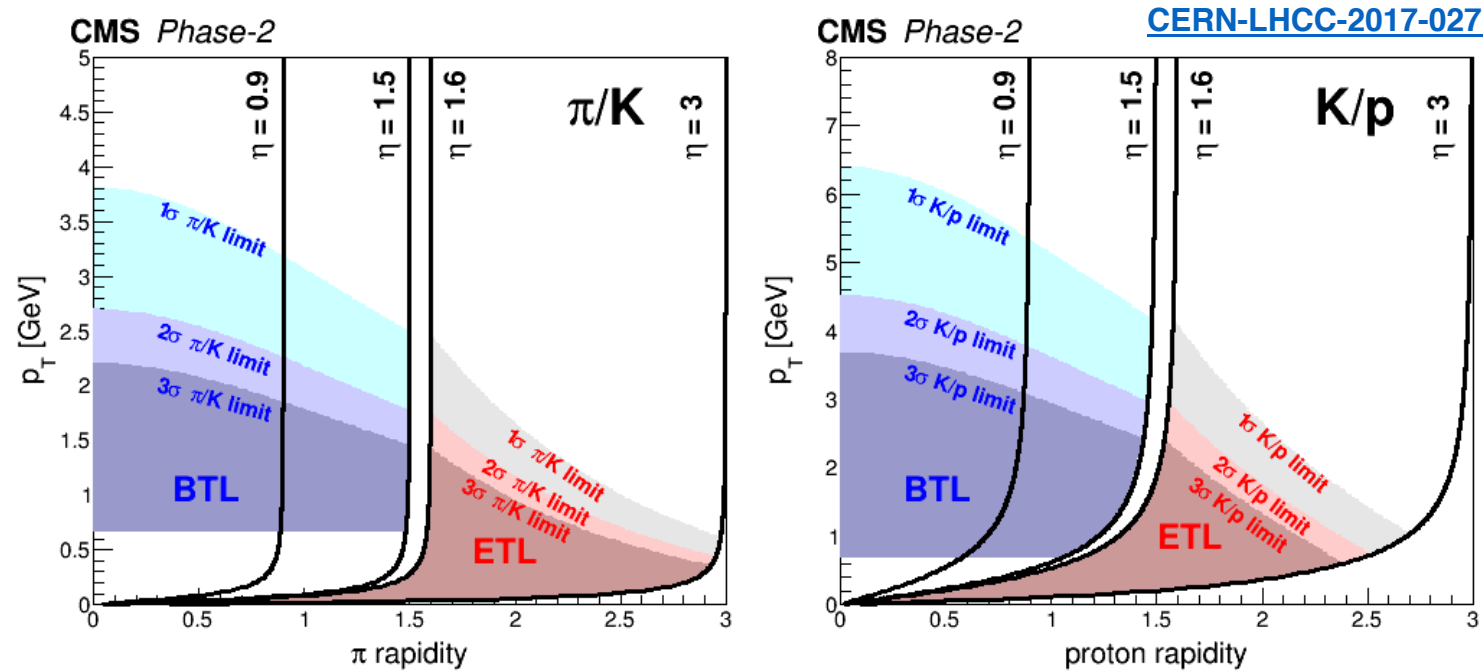 CERN-LHCC-2017-027
CMS Phase-2
5
4.5
4
3.5
3
2.5
2
1.5
1
0.5
0
p_T [GeV]
η = 0.9
η = 1.5
η = 1.6
η = 3
π/K
1σ π/K limit
2σ π/K limit
3σ π/K limit
BTL
1σ π/K limit
2σ π/K limit
3σ π/K limit
ETL
0 0.5 1 1.5 2 2.5 3
π rapidity
CMS Phase-2
8
7
6
5
4
3
2
1
0
p_T [GeV]
η = 0.9
η = 1.5
η = 1.6
η = 3
K/p
1σ K/p limit
2σ K/p limit
3σ K/p limit
BTL
1σ K/p limit
2σ K/p limit
3σ K/p limit
ETL
0 0.5 1 1.5 2 2.5 3
proton rapidity